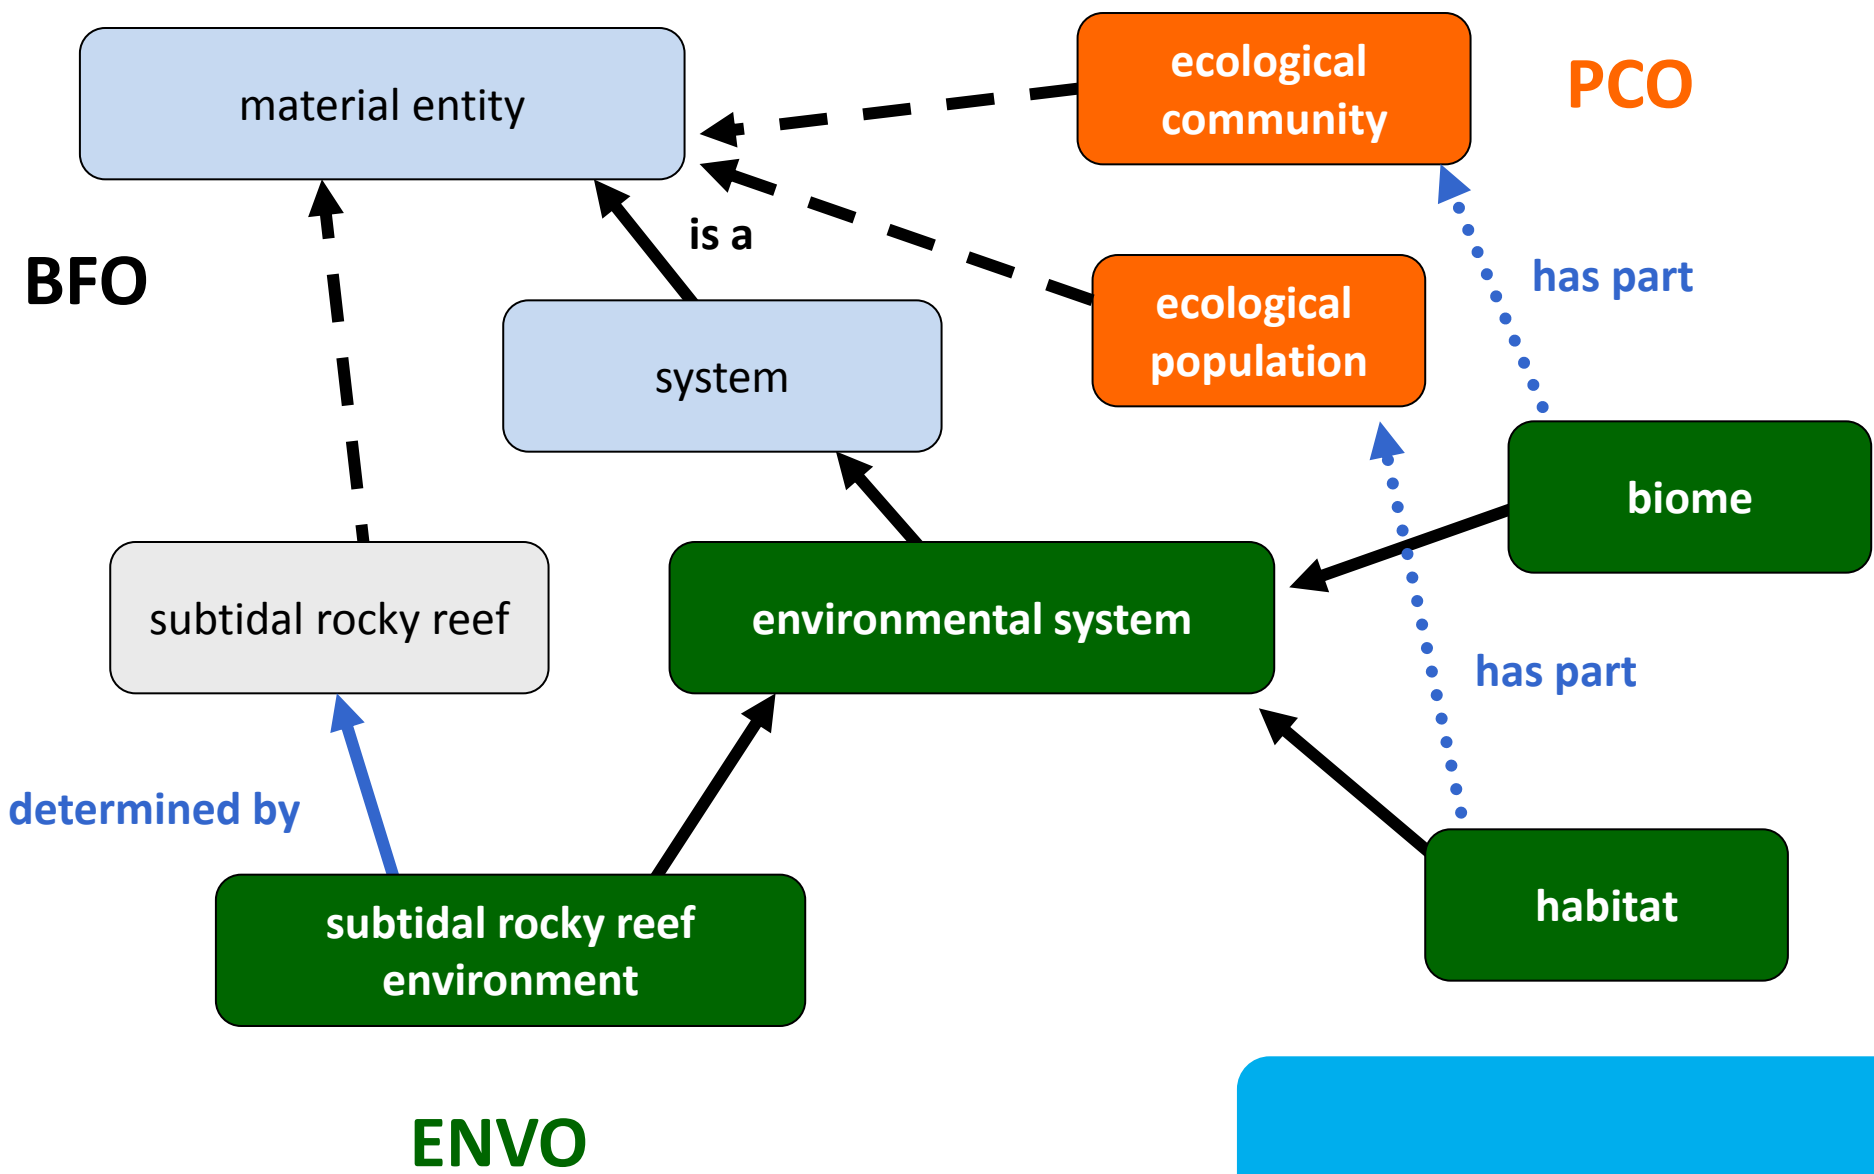 material entity
ecological
community
PCO
is a
BFO
has part
ecological
population
system
biome
subtidal rocky reef
environmental system
has part
determined by
subtidal rocky reef
environment
habitat
ENVO